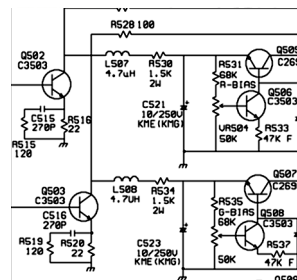 R528 100
Q502
C3503
L507
4.7uH
R530
1.5K
2W
R531
68K
R-BIAS
Q505
C269
Q506
C3503
C515
270P
R516
22
R515
120
C521
10/250V
KME(KMG)
VR504
50K
R533
47K F
Q503
C3503
L508
4.7UH
R534
1.5K
2W
R535
68K
G-BIAS
Q507
C269
Q508
C3503
C516
270P
R519
120
R520
22
C523
10/250V
KME(KMG)
50K
R537
47K F